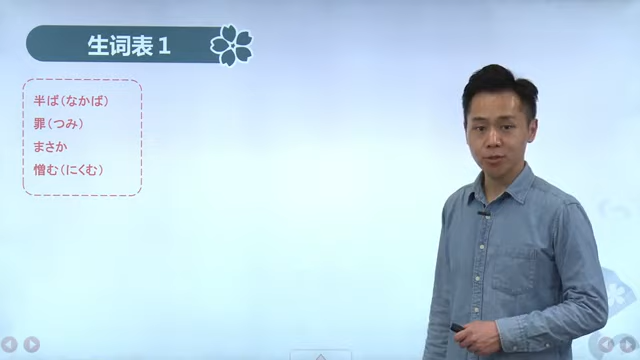 生词表 1
半ば（なかば）
罪（つみ）
まさか
憎む（にくむ）